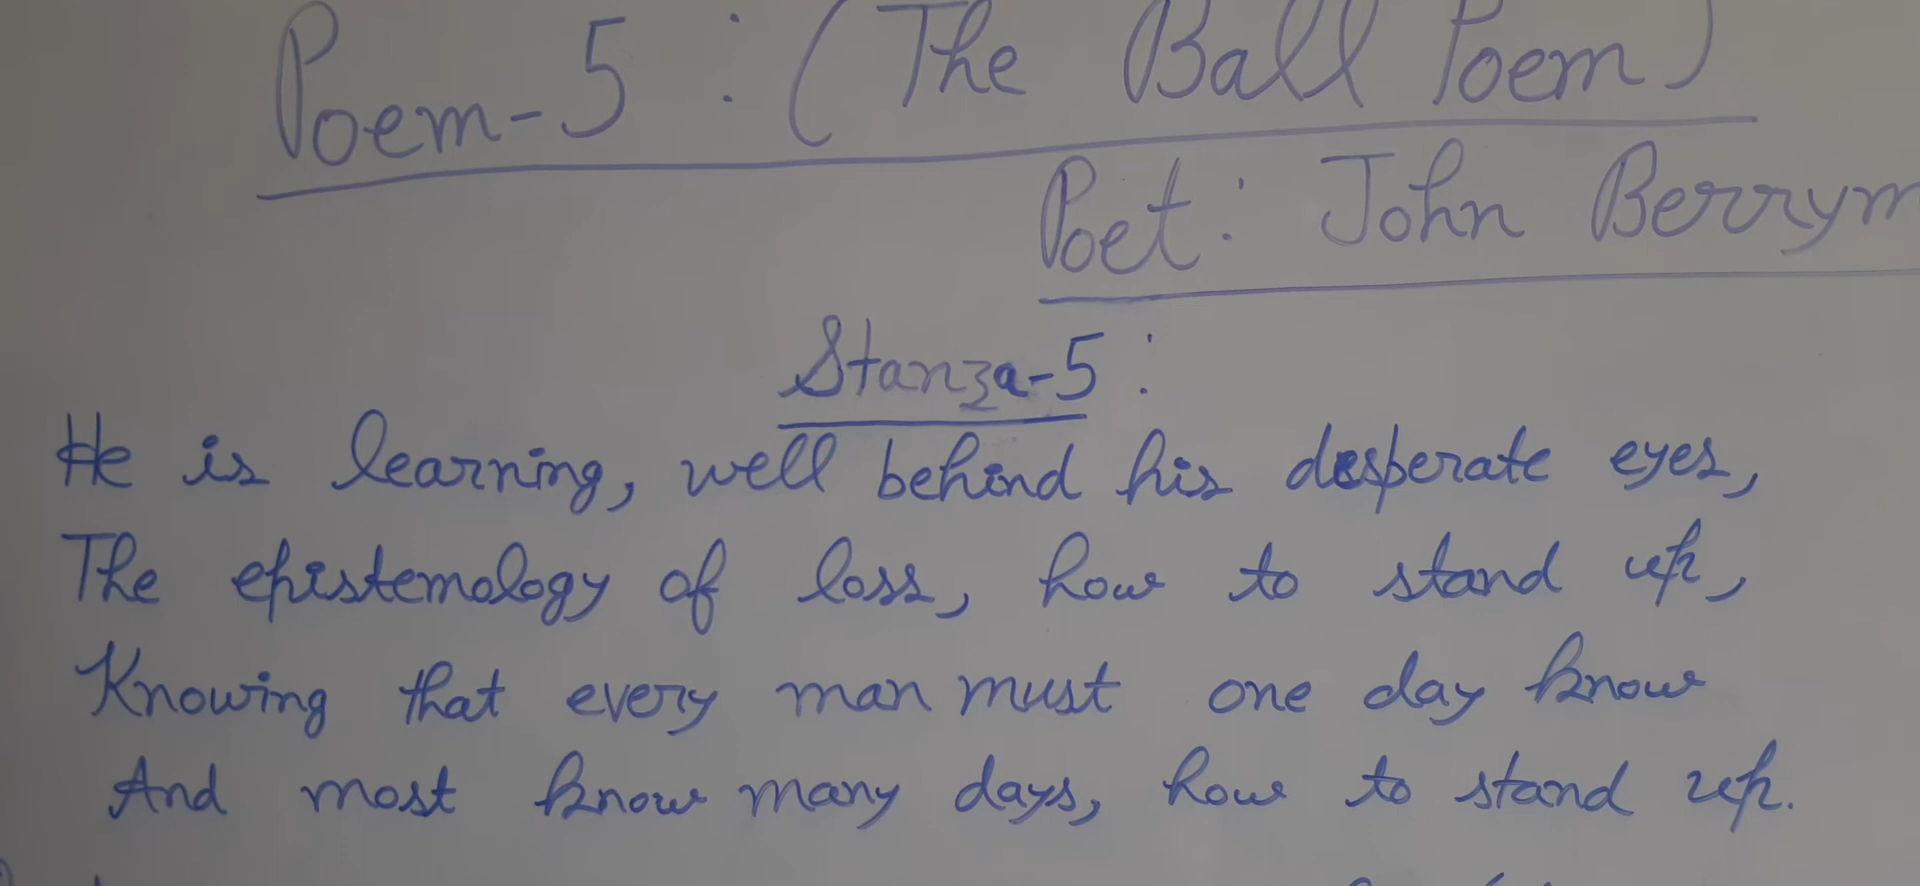 Poem-5 : (The Ball Poem)
Poet: John Berrym
Stanza-5 :
He is learning, well behind his desperate eyes,
The epistemology of loss, how to stand up,
Knowing that every man must one day know
And most know many days, how to stand up.